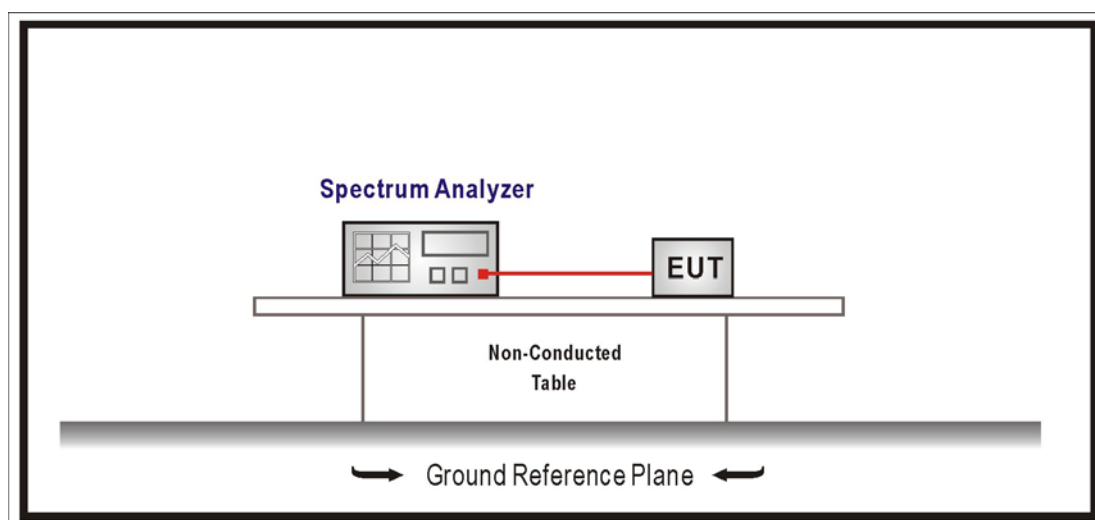 Spectrum Analyzer
EUT
Non-Conducted
Table
Ground Reference Plane